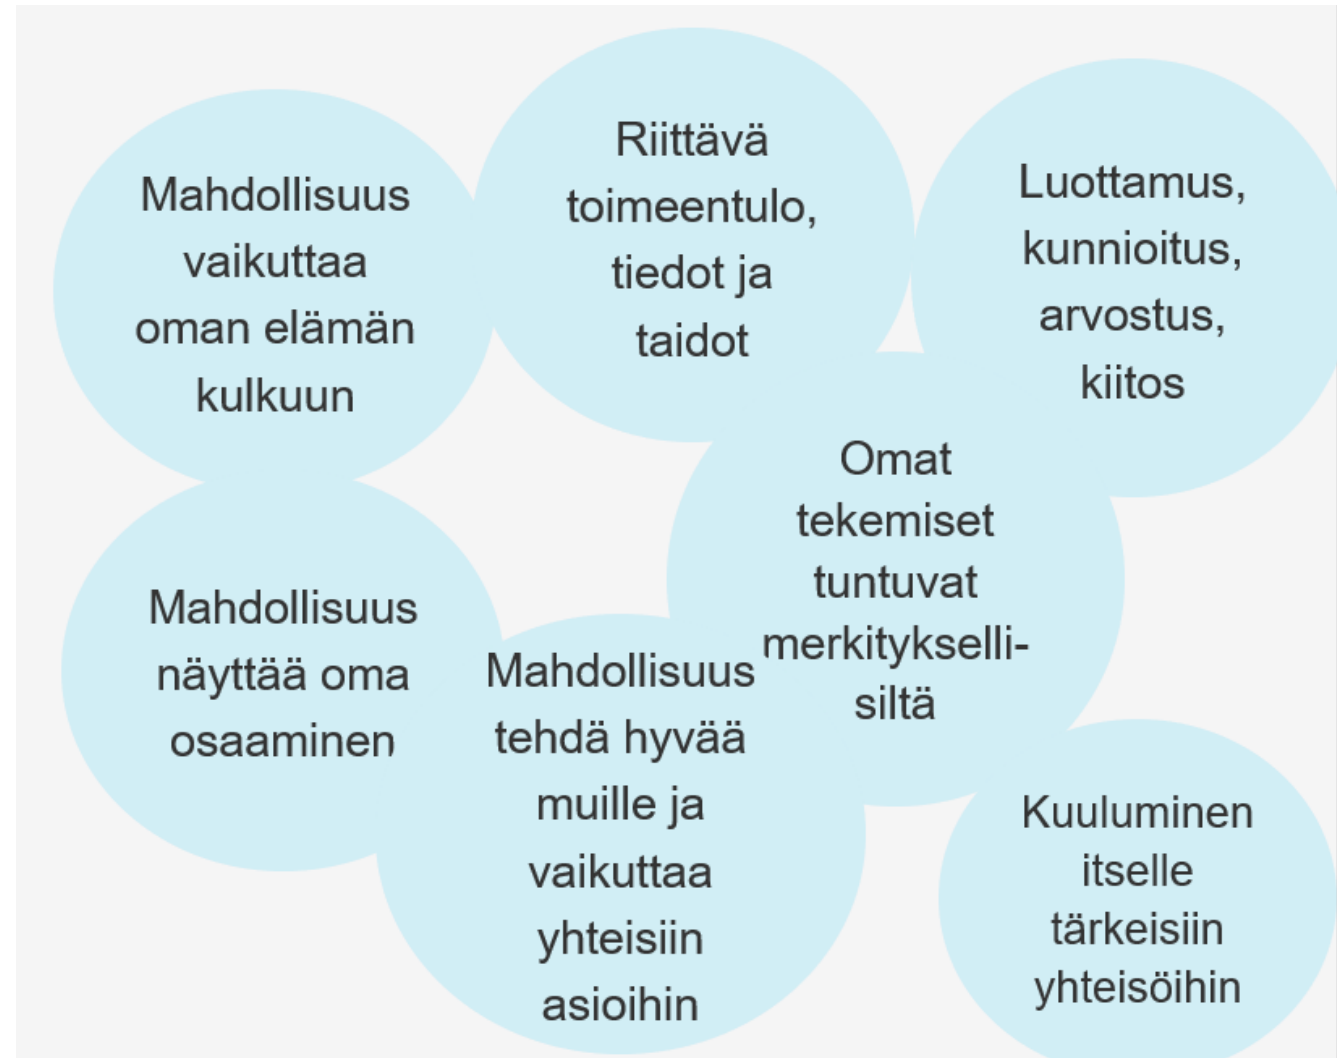 Mahdollisuus
vaikuttaa
oman elämän
kulkuun
Riittävä
toimeentulo,
tiedot ja
taidot
Luottamus,
kunnioitus,
arvostus,
kiitos
Omat
tekemiset
tuntuvat
merkitykselli-
siltä
Mahdollisuus
näyttää oma
osaaminen
Mahdollisuus
tehdä hyvää
muille ja
vaikuttaa
yhteisiin
asioihin
Kuuluminen
itselle
tärkeisiin
yhteisöihin